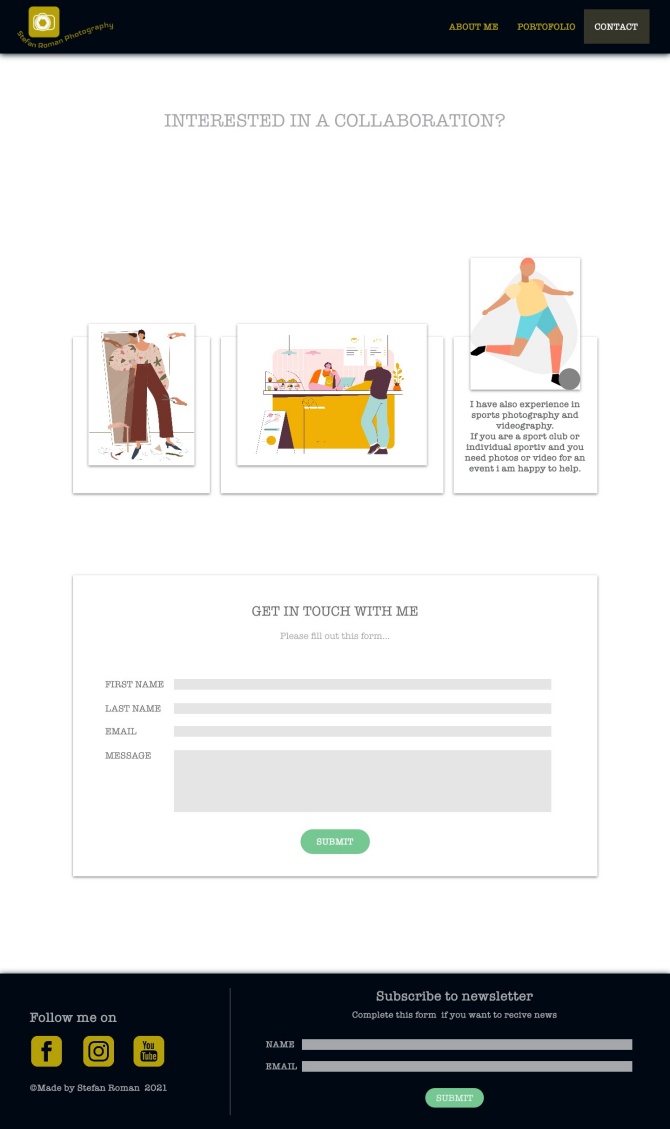 Stefan Roman Photography
ABOUT ME
PORTOFOLIO
CONTACT
INTERESTED IN A COLLABORATION?
I have also experience in
sports photography and
videography.
If you are a sport club or
individual sportiv and you
need photos or video for an
event i am happy to help.
GET IN TOUCH WITH ME
Please fill out this form...
FIRST NAME
LAST NAME
EMAIL
MESSAGE
SUBMIT
Follow me on
You
Tube
©Made by Stefan Roman 2021
Subscribe to newsletter
Complete this form if you want to recive news
NAME
EMAIL
SUBMIT